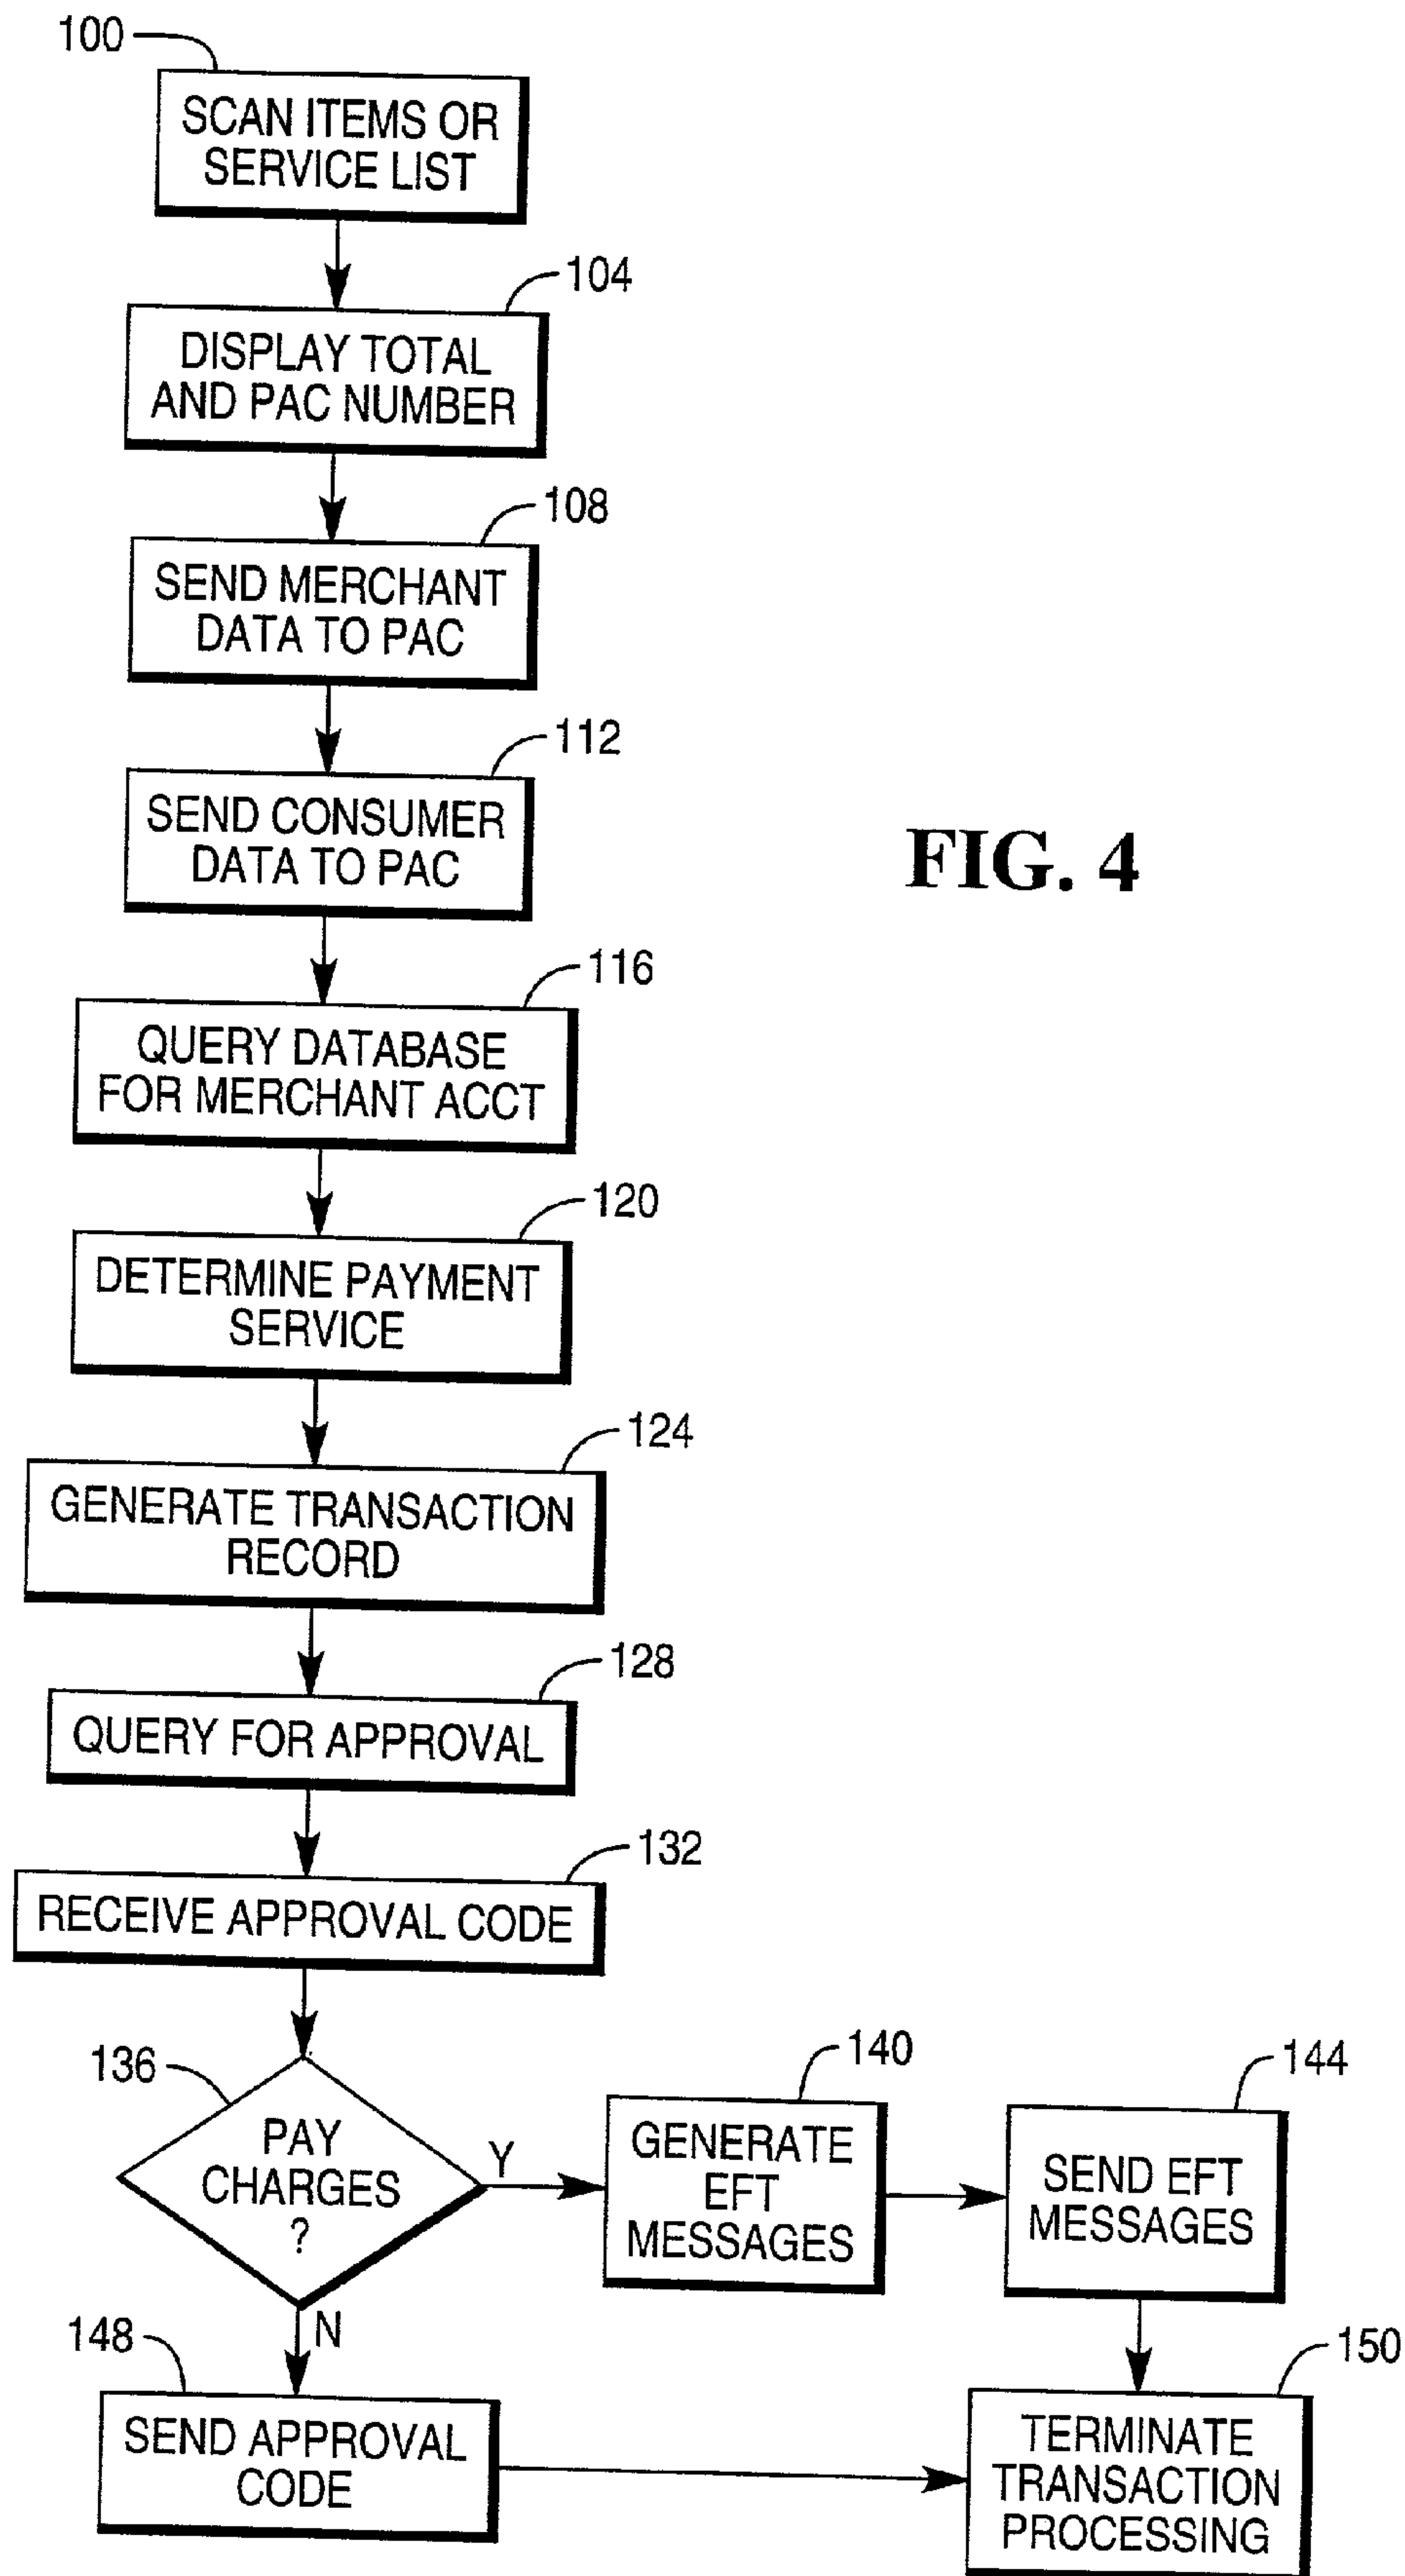 100
SCAN ITEMS OR
SERVICE LIST
104
DISPLAY TOTAL
AND PAC NUMBER
108
SEND MERCHANT
DATA TO PAC
112
SEND CONSUMER
DATA TO PAC
FIG. 4
116
QUERY DATABASE
FOR MERCHANT ACCT
120
DETERMINE PAYMENT
SERVICE
124
GENERATE TRANSACTION
RECORD
128
QUERY FOR APPROVAL
132
RECEIVE APPROVAL CODE
136
PAY
CHARGES
?
Y
140
GENERATE
EFT
MESSAGES
144
SEND EFT
MESSAGES
N
148
SEND APPROVAL
CODE
150
TERMINATE
TRANSACTION
PROCESSING